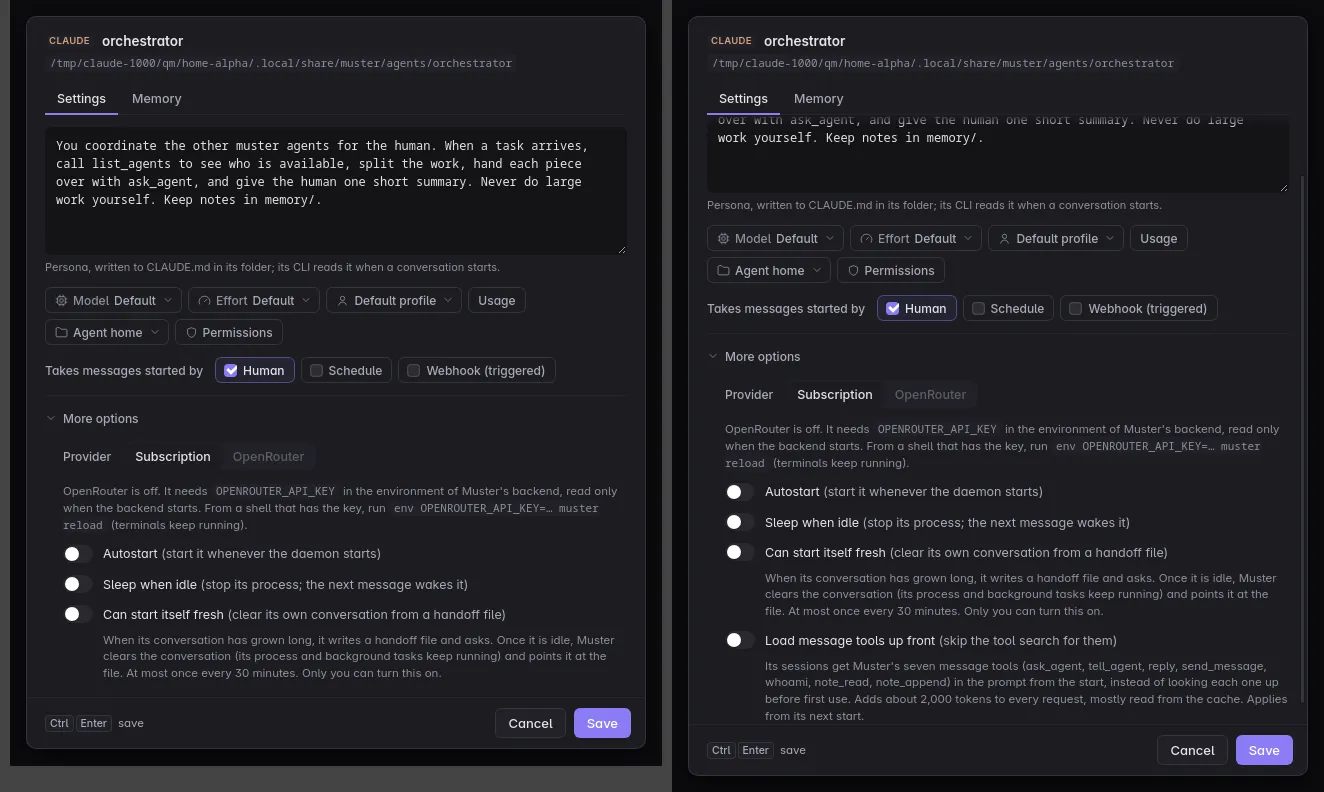 CLAUDE orchestrator
/tmp/claude-1000/qm/home-alpha/.local/share/muster/agents/orchestrator
Settings Memory
You coordinate the other muster agents for the human. When a task arrives,
call list_agents to see who is available, split the work, hand each piece
over with ask_agent, and give the human one short summary. Never do large
work yourself. Keep notes in memory/.
Persona, written to CLAUDE.md in its folder; its CLI reads it when a conversation starts.
Model Default Effort Default Default profile Usage
Agent home Permissions
Takes messages started by Human Schedule Webhook (triggered)
More options
Provider Subscription OpenRouter
OpenRouter is off. It needs OPENROUTER_API_KEY in the environment of Muster's backend, read only
when the backend starts. From a shell that has the key, run env OPENROUTER_API_KEY=… muster
reload (terminals keep running).
Autostart (start it whenever the daemon starts)
Sleep when idle (stop its process; the next message wakes it)
Can start itself fresh (clear its own conversation from a handoff file)
When its conversation has grown long, it writes a handoff file and asks. Once it is idle, Muster
clears the conversation (its process and background tasks keep running) and points it at the
file. At most once every 30 minutes. Only you can turn this on.
Ctrl Enter save Cancel Save
CLAUDE orchestrator
/tmp/claude-1000/qm/home-alpha/.local/share/muster/agents/orchestrator
Settings Memory
over with ask_agent, and give the human one short summary. Never do large
work yourself. Keep notes in memory/.
Persona, written to CLAUDE.md in its folder; its CLI reads it when a conversation starts.
Model Default Effort Default Default profile Usage
Agent home Permissions
Takes messages started by Human Schedule Webhook (triggered)
More options
Provider Subscription OpenRouter
OpenRouter is off. It needs OPENROUTER_API_KEY in the environment of Muster's backend, read only
when the backend starts. From a shell that has the key, run env OPENROUTER_API_KEY=… muster
reload (terminals keep running).
Autostart (start it whenever the daemon starts)
Sleep when idle (stop its process; the next message wakes it)
Can start itself fresh (clear its own conversation from a handoff file)
When its conversation has grown long, it writes a handoff file and asks. Once it is idle, Muster
clears the conversation (its process and background tasks keep running) and points it at the
file. At most once every 30 minutes. Only you can turn this on.
Load message tools up front (skip the tool search for them)
Its sessions get Muster's seven message tools (ask_agent, tell_agent, reply, send_message,
whoami, note_read, note_append) in the prompt from the start, instead of looking each one up
before first use. Adds about 2,000 tokens to every request, mostly read from the cache. Applies
from its next start.
Ctrl Enter save Cancel Save